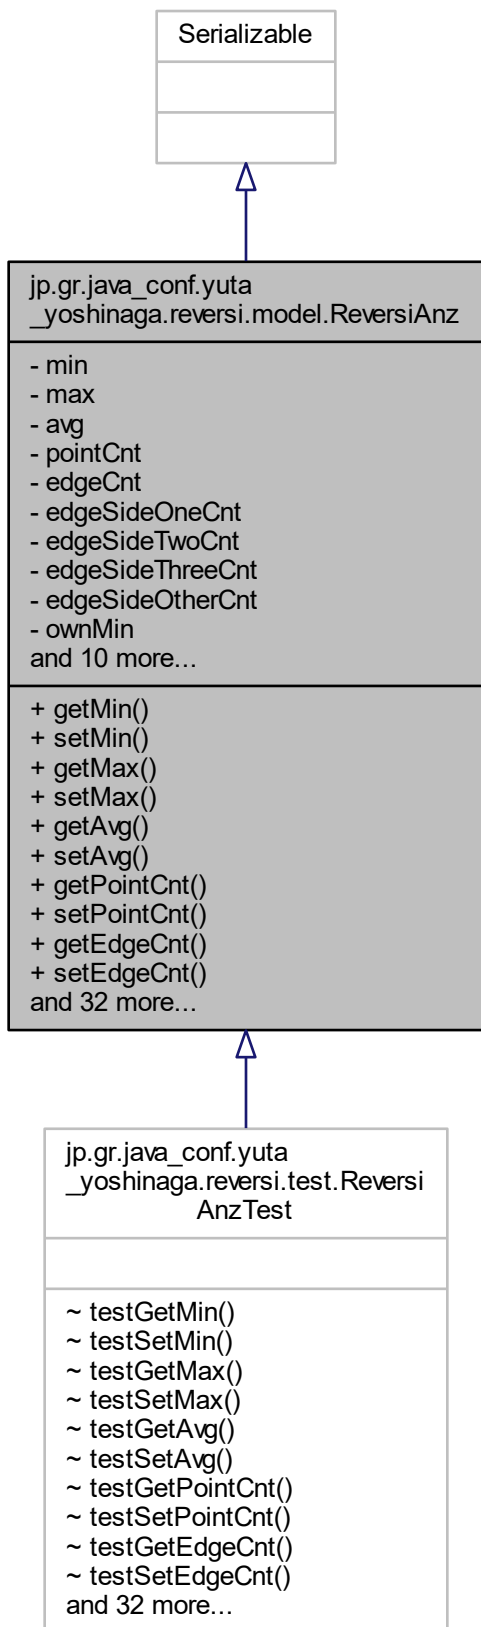 Serializable
jp.gr.java_conf.yuta
_yoshinaga.reversi.model.ReversiAnz
- min
- max
- avg
- pointCnt
- edgeCnt
- edgeSideOneCnt
- edgeSideTwoCnt
- edgeSideThreeCnt
- edgeSideOtherCnt
- ownMin
and 10 more...
+ getMin()
+ setMin()
+ getMax()
+ setMax()
+ getAvg()
+ setAvg()
+ getPointCnt()
+ setPointCnt()
+ getEdgeCnt()
+ setEdgeCnt()
and 32 more...
jp.gr.java_conf.yuta
_yoshinaga.reversi.test.Reversi
AnzTest
~ testGetMin()
~ testSetMin()
~ testGetMax()
~ testSetMax()
~ testGetAvg()
~ testSetAvg()
~ testGetPointCnt()
~ testSetPointCnt()
~ testGetEdgeCnt()
~ testSetEdgeCnt()
and 32 more...